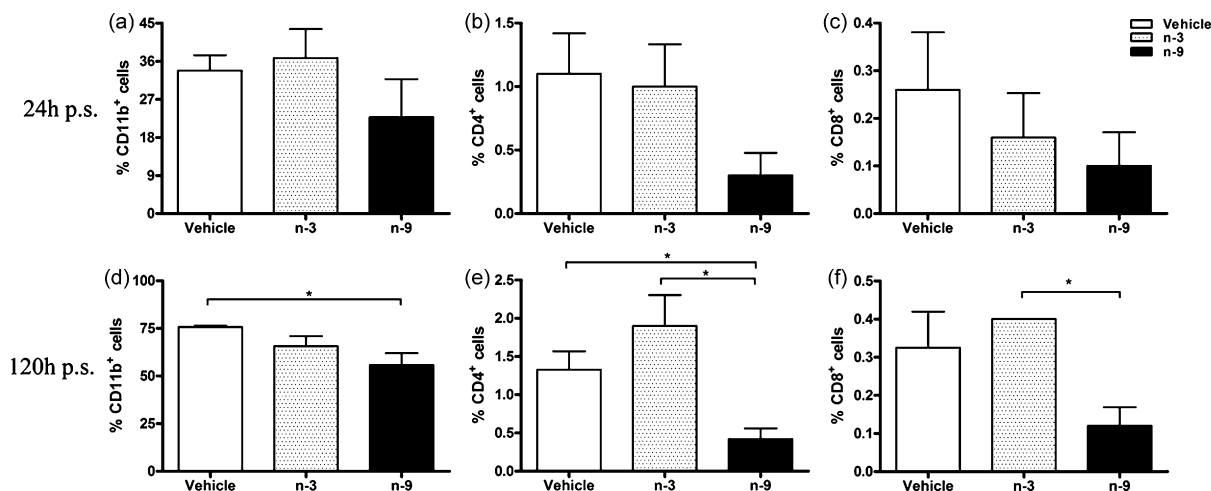 (a)
45
36
27
18
9
0
% CD11b⁺ cells
Vehicle n-3 n-9
(b)
1.5
1.0
0.5
0.0
% CD4⁺ cells
Vehicle n-3 n-9
(c)
0.4
0.3
0.2
0.1
0.0
% CD8⁺ cells
Vehicle n-3 n-9
Vehicle
n-3
n-9
24h p.s.
(d)
100
75
50
25
0
% CD11b⁺ cells
*
Vehicle n-3 n-9
(e)
2.5
2.0
1.5
1.0
0.5
0.0
% CD4⁺ cells
*
*
Vehicle n-3 n-9
(f)
0.5
0.4
0.3
0.2
0.1
0.0
% CD8⁺ cells
*
Vehicle n-3 n-9
120h p.s.